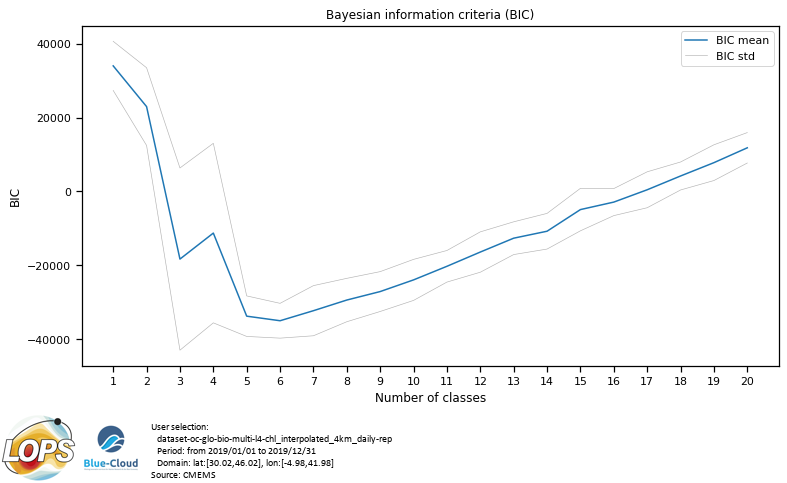 Bayesian information criteria (BIC)
BIC mean
BIC std
40000
20000
0
−20000
−40000
BIC
1 2 3 4 5 6 7 8 9 10 11 12 13 14 15 16 17 18 19 20
Number of classes
LOPS
Blue-Cloud
User selection:
dataset-oc-glo-bio-multi-l4-chl_interpolated_4km_daily-rep
Period: from 2019/01/01 to 2019/12/31
Domain: lat:[30.02,46.02], lon:[-4.98,41.98]
Source: CMEMS